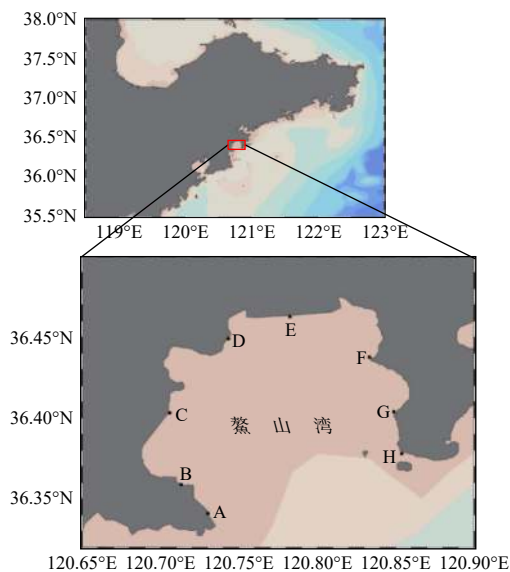 38.0°N
37.5°N
37.0°N
36.5°N
36.0°N
35.5°N
119°E 120°E 121°E 122°E 123°E
36.45°N
36.40°N
36.35°N
E
D
F
C
G
鳌 山 湾
H
B
A
120.65°E 120.70°E 120.75°E 120.80°E 120.85°E 120.90°E